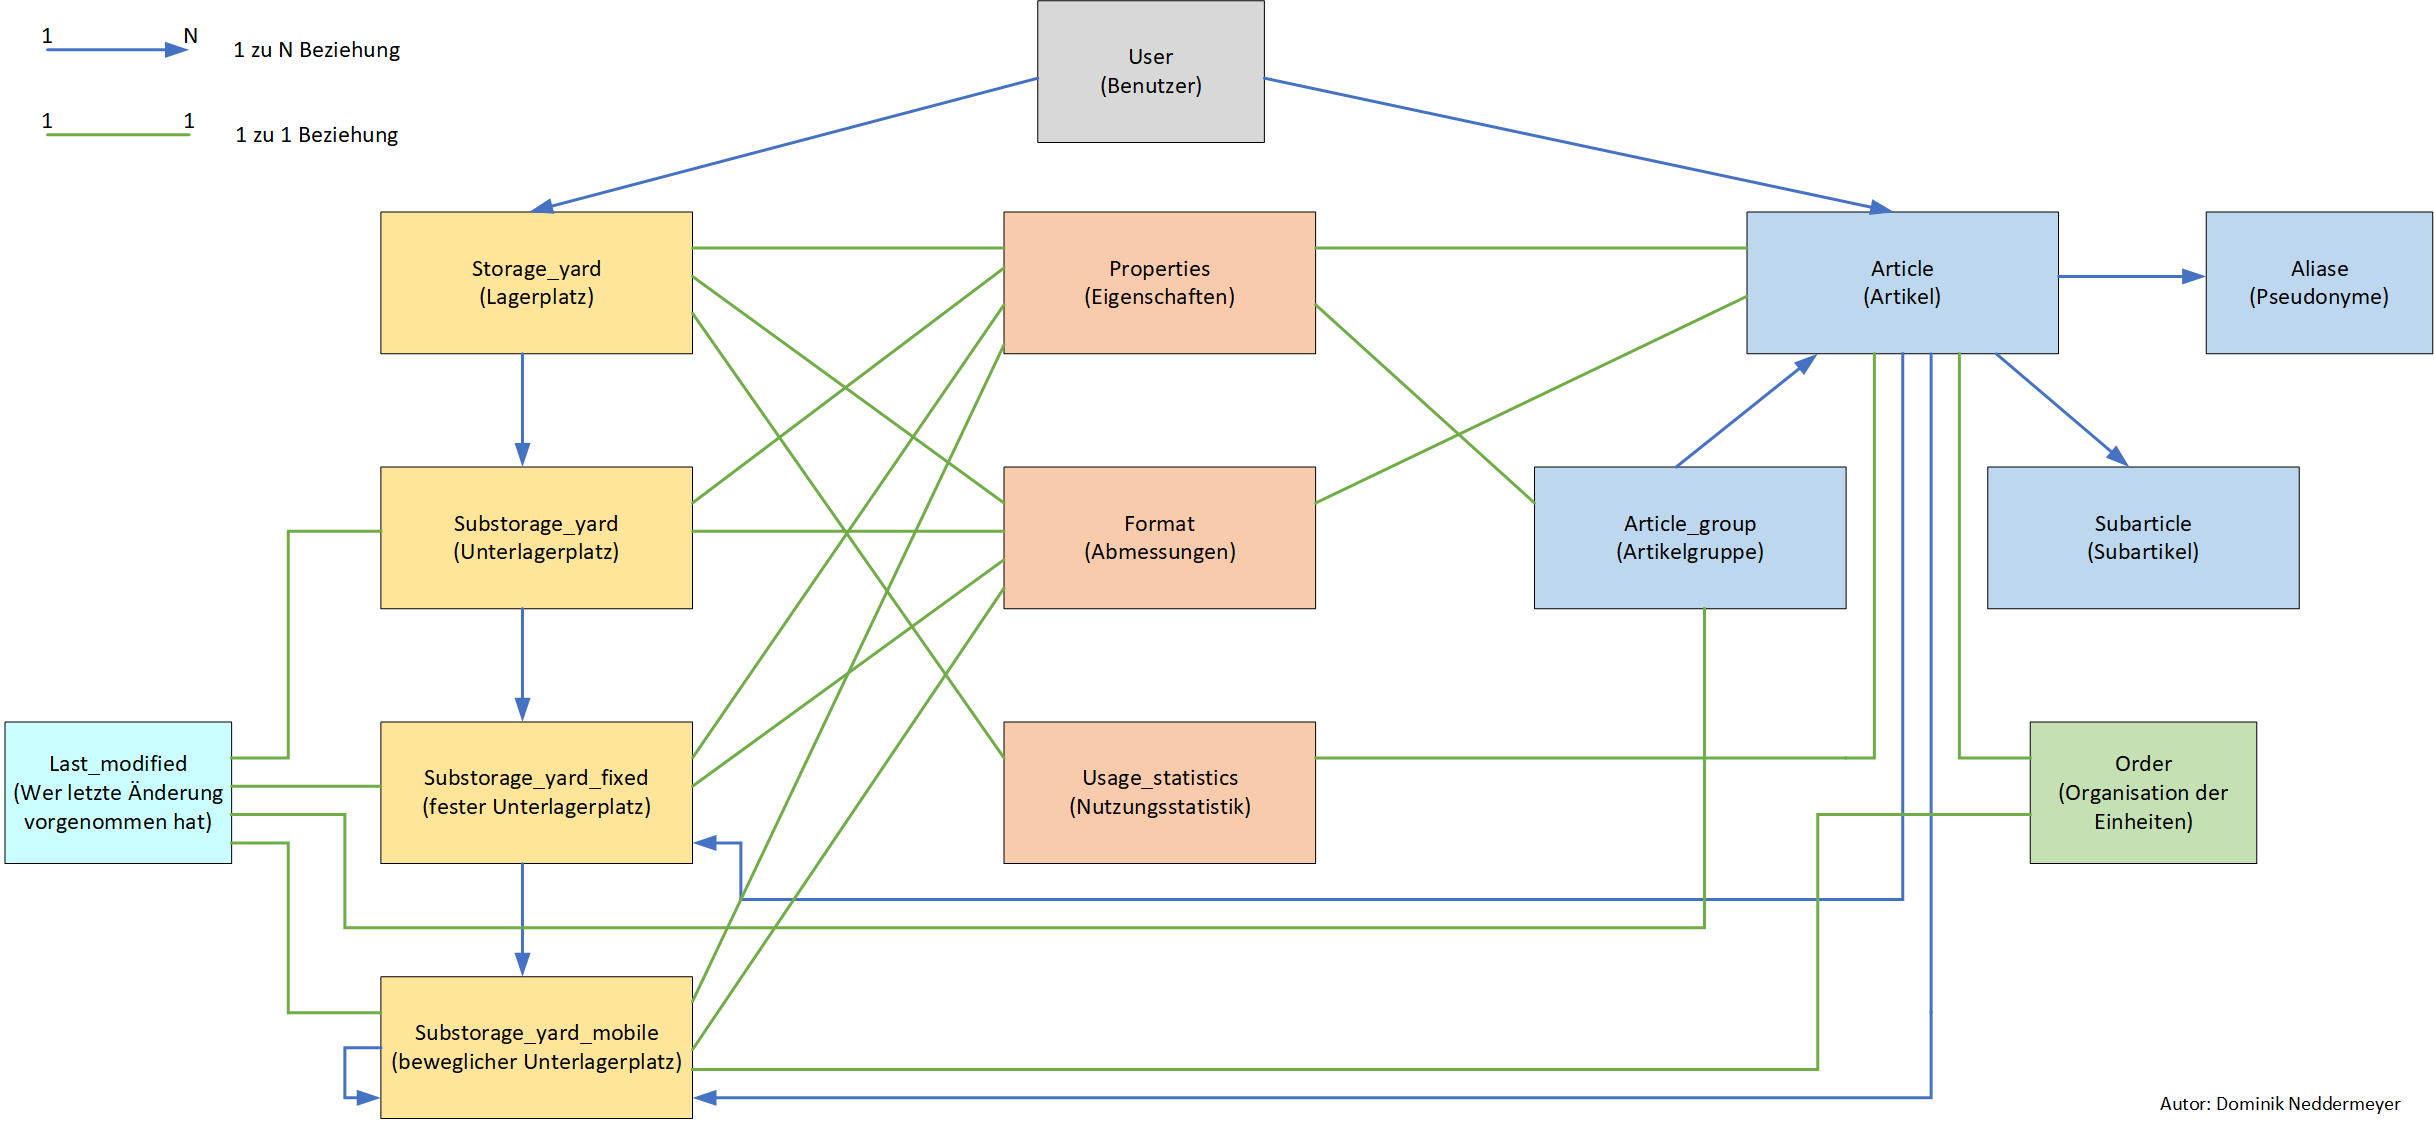 1 N
1 zu N Beziehung
1 1
1 zu 1 Beziehung
User
(Benutzer)
Storage_yard
(Lagerplatz)
Properties
(Eigenschaften)
Article
(Artikel)
Aliase
(Pseudonyme)
Substorage_yard
(Unterlagerplatz)
Format
(Abmessungen)
Article_group
(Artikelgruppe)
Subarticle
(Subartikel)
Last_modified
(Wer letzte Änderung
vorgenommen hat)
Substorage_yard_fixed
(fester Unterlagerplatz)
Usage_statistics
(Nutzungsstatistik)
Order
(Organisation der
Einheiten)
Substorage_yard_mobile
(beweglicher Unterlagerplatz)
Autor: Dominik Neddermeyer